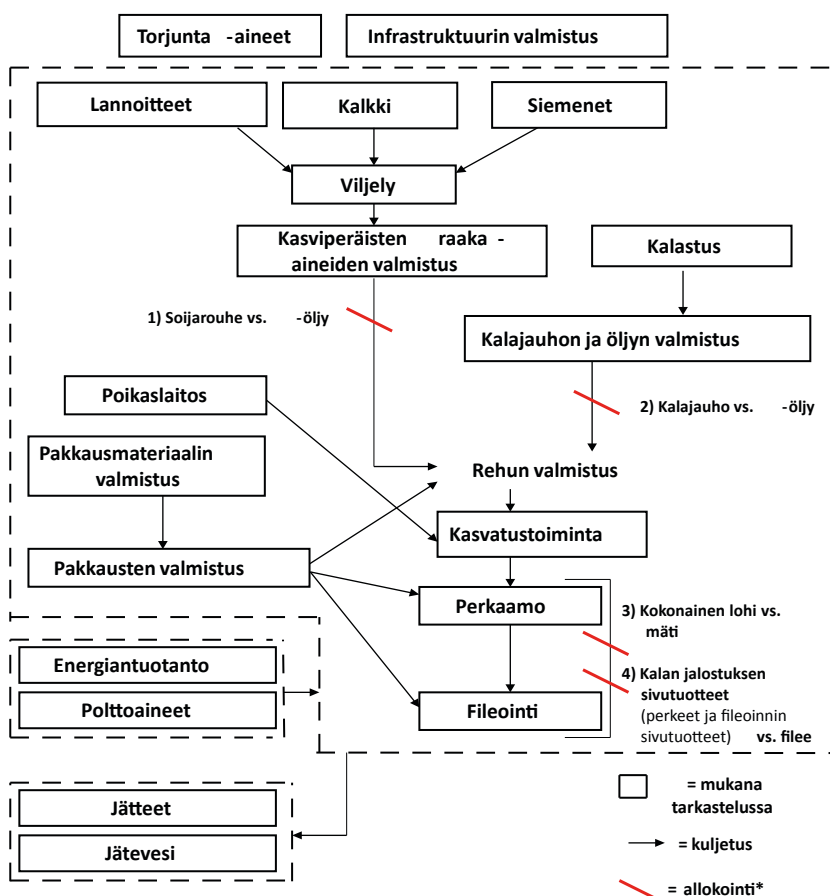 Torjunta -aineet
Infrastruktuurin valmistus
Lannoitteet
Kalkki
Siemenet
Viljely
Kasviperäisten raaka -
aineiden valmistus
Kalastus
1) Soijarouhe vs. -öljy
Kalajauhon ja öljyn valmistus
Poikaslaitos
2) Kalajauho vs. -öljy
Pakkausmateriaalin
valmistus
Rehun valmistus
Kasvatustoiminta
Pakkausten valmistus
Perkaamo
3) Kokonainen lohi vs.
mäti
Energiantuotanto
Polttoaineet
4) Kalan jalostuksen
sivutuotteet
(perkeet ja fileoinnin
sivutuotteet) vs. filee
Fileointi
Jätteet
Jätevesi
= mukana
tarkastelussa
= kuljetus
= allokointi*